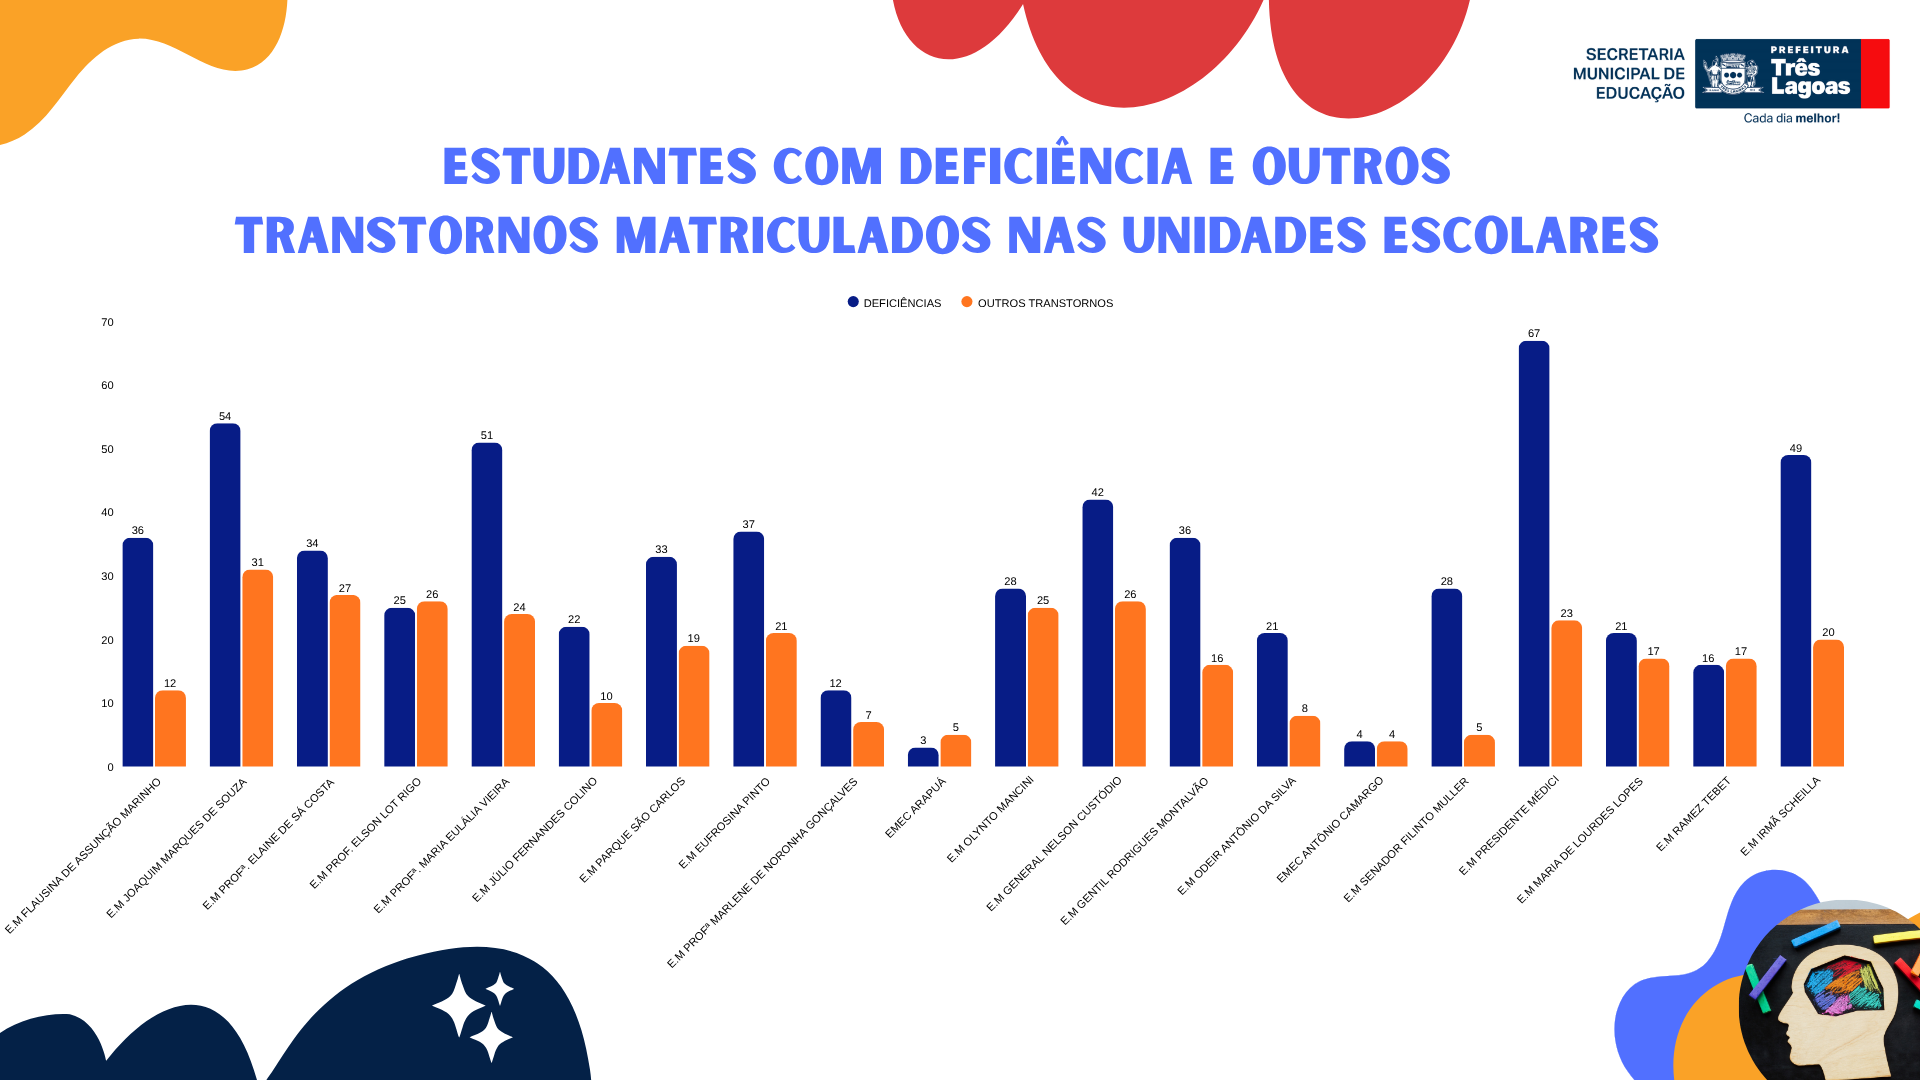 SECRETARIA
MUNICIPAL DE
EDUCAÇÃO
PREFEITURA
Três
Lagoas
Cada dia melhor!
ESTUDANTES COM DEFICIÊNCIA E OUTROS
TRANSTORNOS MATRICULADOS NAS UNIDADES ESCOLARES
DEFICIÊNCIAS OUTROS TRANSTORNOS
70
60
50
40
30
20
10
0
36 12
54 31
34 27
25 26
51 24
22 10
33 19
37 21
12 7
3 5
28 25
42 26
36 16
21 8
4 4
28 5
67 23
21 17
16 17
49 20
E.M FLAUSINA DE ASSUNÇÃO MARINHO
E.M JOAQUIM MARQUES DE SOUZA
E.M PROFª. ELAINE DE SÁ COSTA
E.M PROF. ELSON LOT RIGO
E.M PROFª. MARIA EULÁLIA VIEIRA
E.M JÚLIO FERNANDES COLINO
E.M PARQUE SÃO CARLOS
E.M EUFROSINA PINTO
E.M PROFª MARLENE DE NORONHA GONÇALVES
EMEC ARAPUÁ
E.M OLYNTO MANCINI
E.M GENERAL NELSON CUSTÓDIO
E.M GENTIL RODRIGUES MONTALVÃO
E.M ODEIR ANTÔNIO DA SILVA
EMEC ANTÔNIO CAMARGO
E.M SENADOR FILINTO MULLER
E.M PRESIDENTE MÉDICI
E.M MARIA DE LOURDES LOPES
E.M RAMEZ TEBET
E.M IRMÃ SCHEILLA